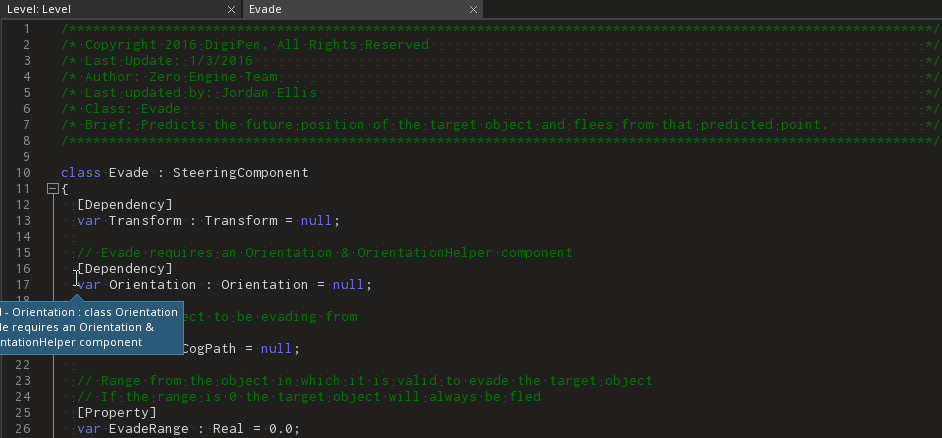 Level: Level
Evade
1 /***************************************************************************************************************/
2 /* Copyright 2016 DigiPen, All Rights Reserved */
3 /* Last Update: 1/3/2016 */
4 /* Author: Zero Engine Team */
5 /* Last updated by: Jordan Ellis */
6 /* Class: Evade */
7 /* Brief: Predicts the future position of the target object and flees from that predicted point. */
8 /***************************************************************************************************************/
9
10 class Evade : SteeringComponent
11 {
12 [Dependency]
13 var Transform : Transform = null;
14
15 // Evade requires an Orientation & OrientationHelper component
16 [Dependency]
17 var Orientation : Orientation = null;
18
- Orientation : class Orientation
requires an Orientation &
component
to be evading from
CogPath = null;
22
23 // Range from the object in which it is valid to evade the target object
24 // If the range is 0 the target object will always be fled
25 [Property]
26 var EvadeRange : Real = 0.0;